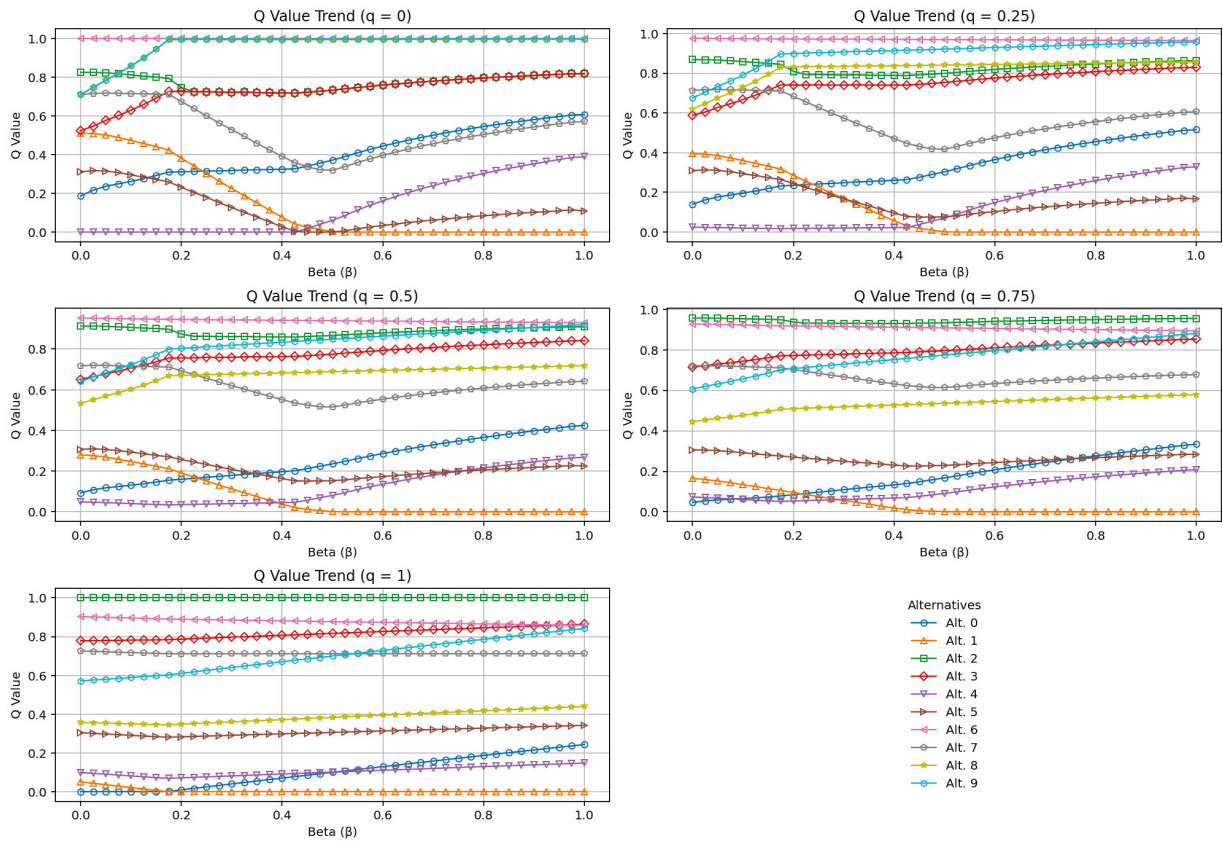 Q Value Trend (q = 0)
Q Value
1.0
0.8
0.6
0.4
0.2
0.0
0.0 0.2 0.4 0.6 0.8 1.0
Beta (β)
Q Value Trend (q = 0.25)
Q Value
1.0
0.8
0.6
0.4
0.2
0.0
0.0 0.2 0.4 0.6 0.8 1.0
Beta (β)
Q Value Trend (q = 0.5)
Q Value
0.8
0.6
0.4
0.2
0.0
0.0 0.2 0.4 0.6 0.8 1.0
Beta (β)
Q Value Trend (q = 0.75)
Q Value
1.0
0.8
0.6
0.4
0.2
0.0
0.0 0.2 0.4 0.6 0.8 1.0
Beta (β)
Q Value Trend (q = 1)
Q Value
1.0
0.8
0.6
0.4
0.2
0.0
0.0 0.2 0.4 0.6 0.8 1.0
Beta (β)
Alternatives
Alt. 0
Alt. 1
Alt. 2
Alt. 3
Alt. 4
Alt. 5
Alt. 6
Alt. 7
Alt. 8
Alt. 9